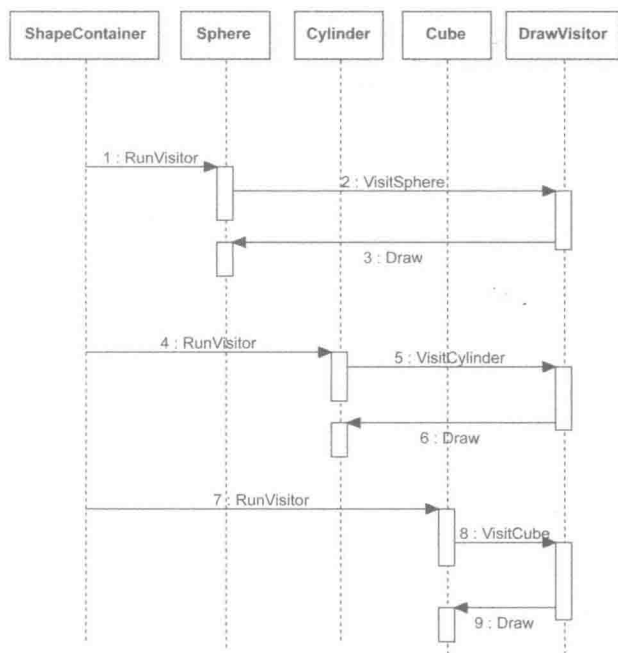 ShapeContainer
Sphere
Cylinder
Cube
DrawVisitor
1 : RunVisitor
2 : VisitSphere
3 : Draw
4 : RunVisitor
5 : VisitCylinder
6 : Draw
7 : RunVisitor
8 : VisitCube
9 : Draw